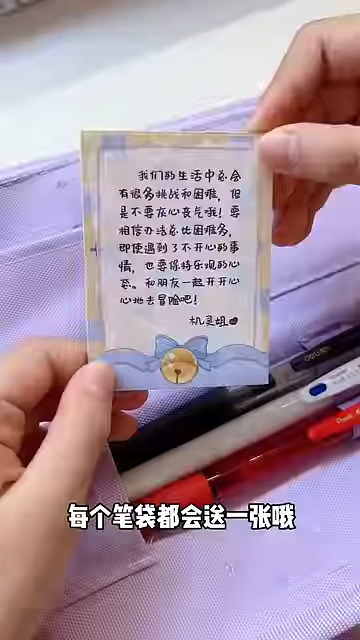 我们的生活中总会
有很多挑战和困难，但
是不要灰心丧气哦！要
相信办法总比困难多，
即使遇到了不开心的事
情，也要保持乐观的心
态。和朋友一起开开心
心地去冒险吧！
机灵姐
deli
Pentel
每个笔袋都会送一张哦